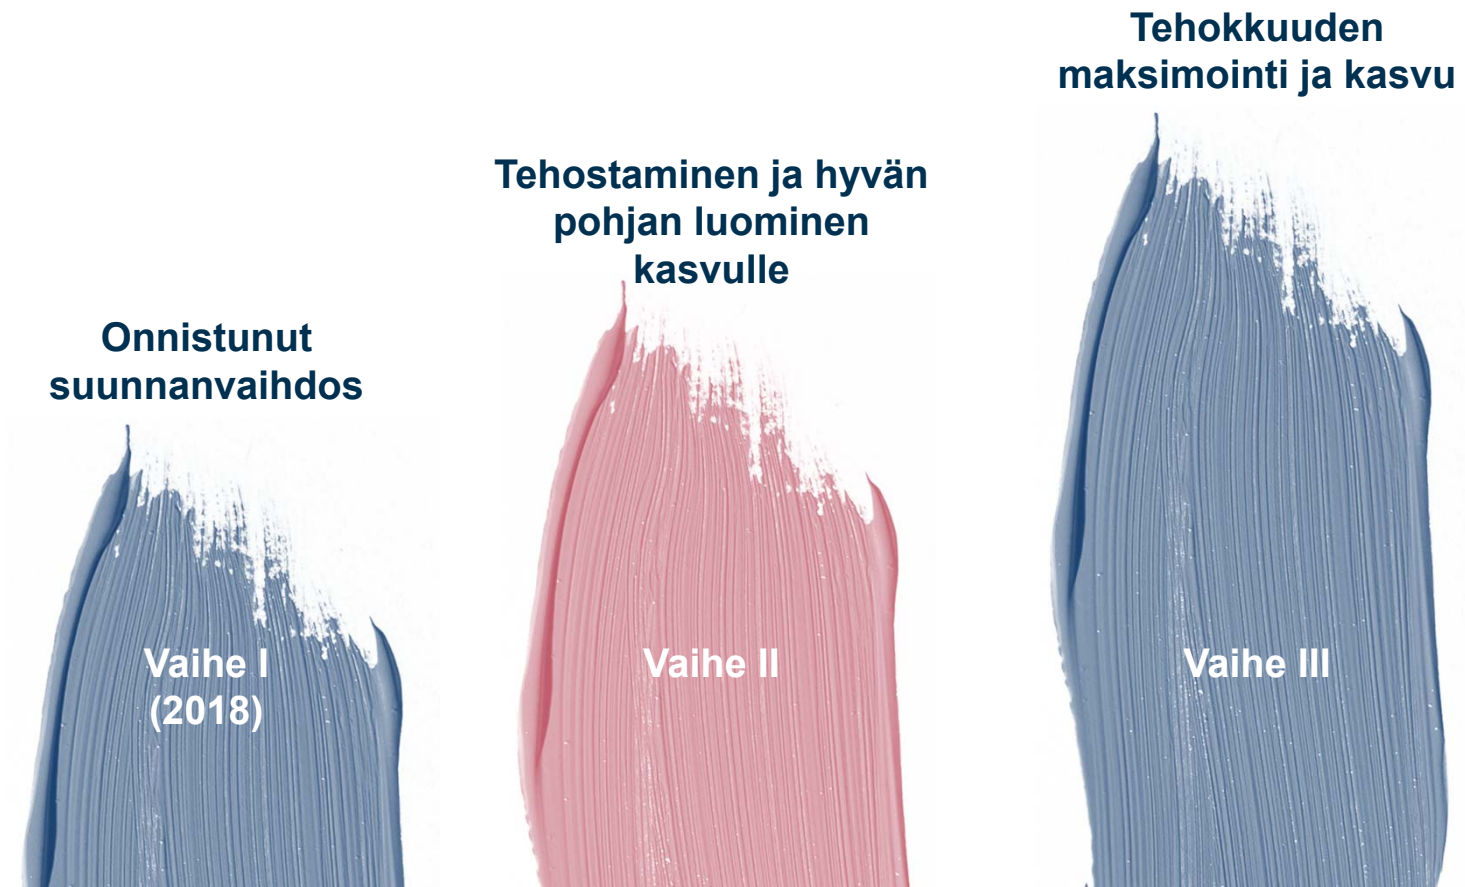 Onnistunut
suunnanvaihdos
Vaihe I
(2018)
Tehostaminen ja hyvän
pohjan luominen
kasvulle
Vaihe II
Tehokkuuden
maksimointi ja kasvu
Vaihe III